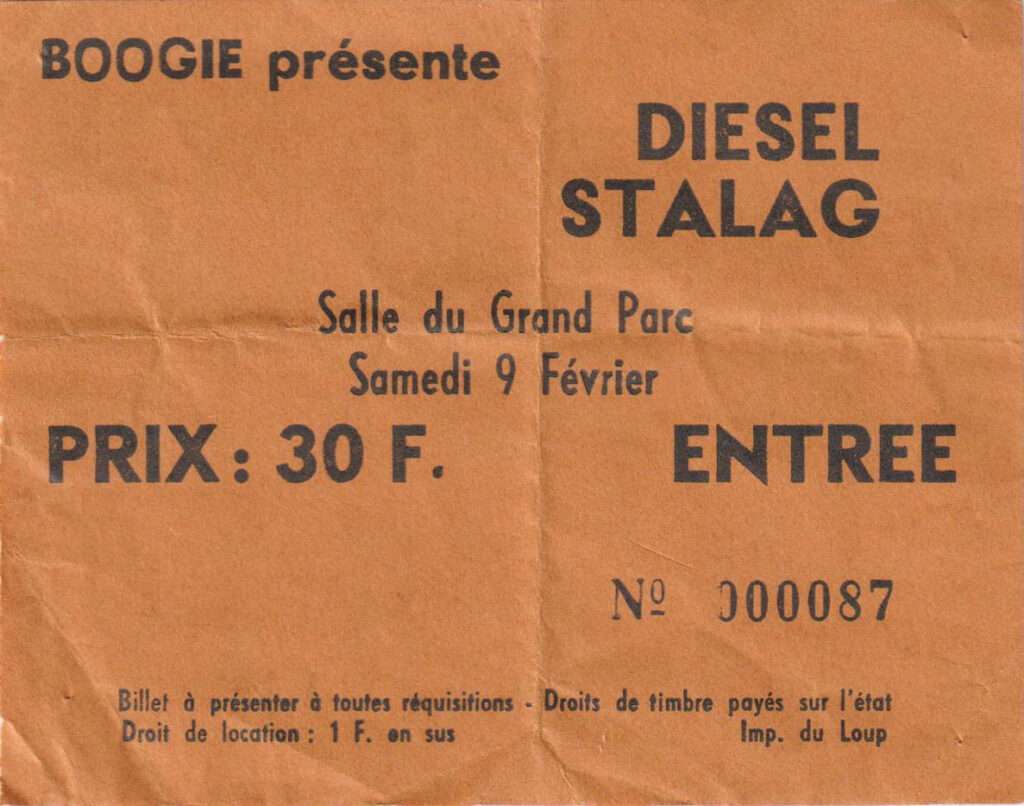 BOOGIE présente
DIESEL
STALAG
Salle du Grand Parc
Samedi 9 Février
PRIX : 30 F.
ENTREE
Nº 000087
Billet à présenter à toutes réquisitions - Droits de timbre payés sur l'état
Droit de location : 1 F. en sus
Imp. du Loup